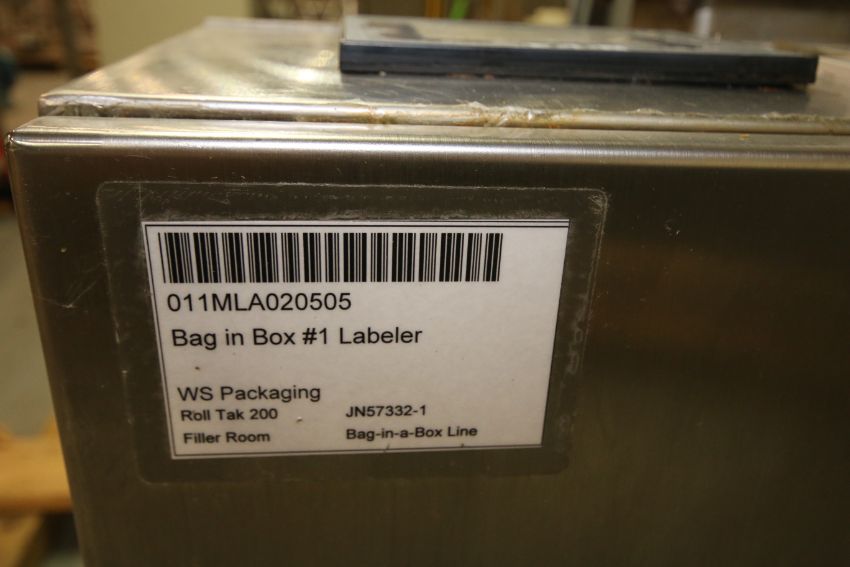 011MLA020505
Bag in Box #1 Labeler
WS Packaging
Roll Tak 200 JN57332-1
Filler Room Bag-in-a-Box Line